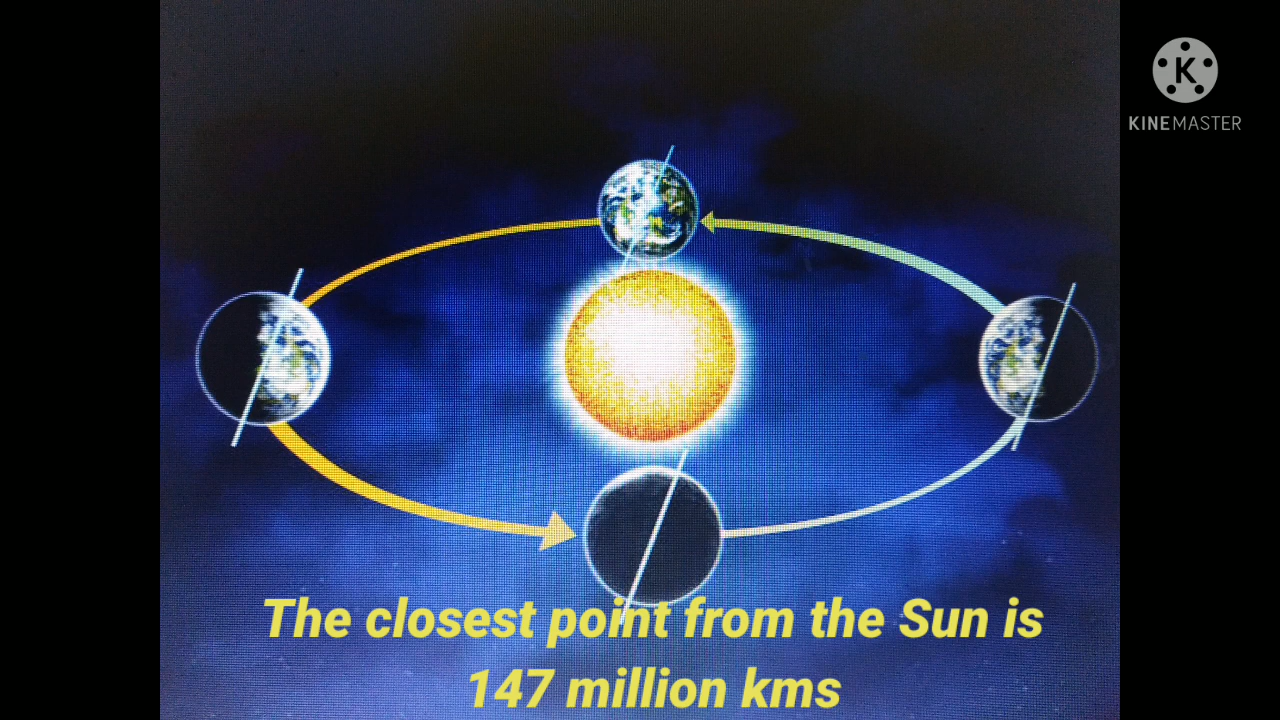 K
KINEMASTER
The closest point from the Sun is
147 million kms